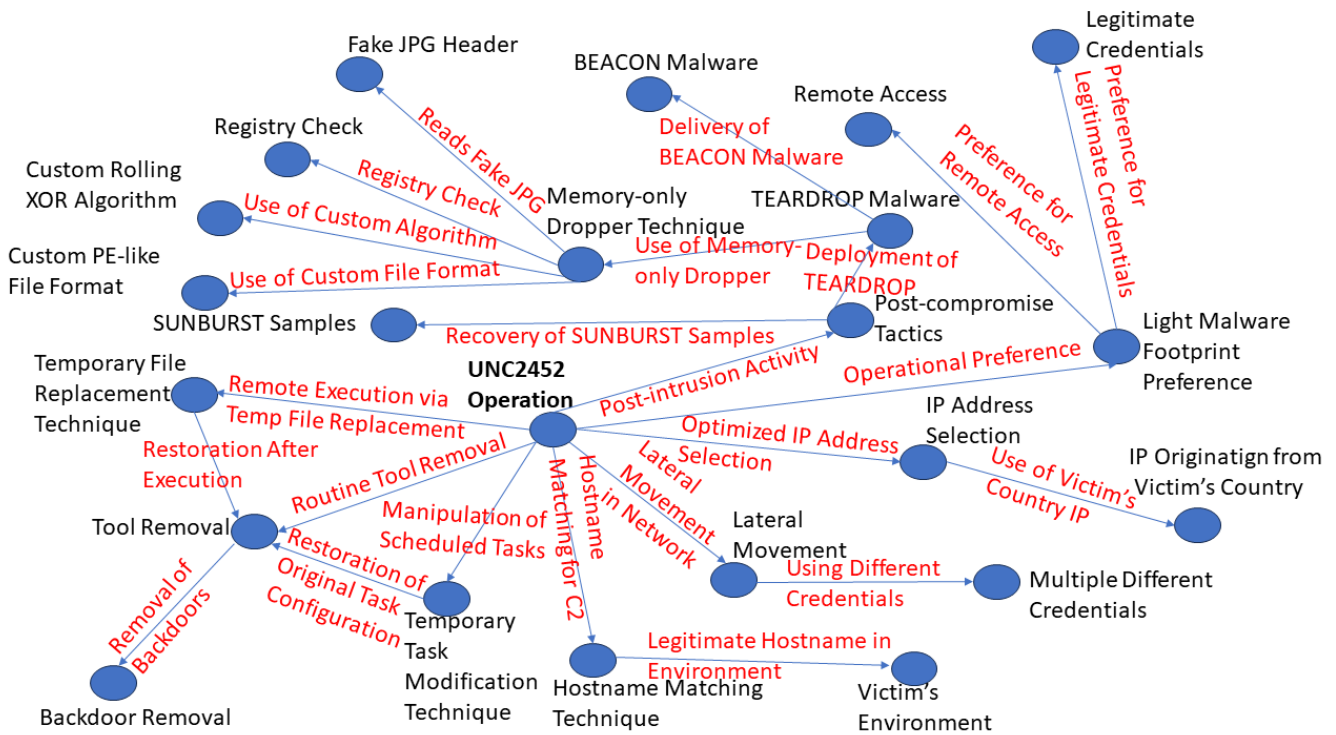 Fake JPG Header
BEACON Malware
Legitimate
Credentials
Remote Access
Registry Check
Custom Rolling
XOR Algorithm
Custom PE-like
File Format
Reads Fake JPG
Registry Check
Use of Custom Algorithm
Use of Custom File Format
Memory-only
Dropper Technique
Delivery of
BEACON Malware
TEARDROP Malware
Use of Memory-
only Dropper
Deployment of
TEARDROP
Preference for
Remote Access
Preference for
Legitimate Credentials
SUNBURST Samples
Recovery of SUNBURST Samples
Post-compromise
Tactics
Light Malware
Footprint
Preference
UNC2452
Operation
Post-intrusion Activity
Operational Preference
Temporary File
Replacement
Technique
Remote Execution via
Temp File Replacement
Restoration After
Execution
Optimized IP Address
Selection
IP Address
Selection
Use of Victim's
Country IP
IP Originatign from
Victim's Country
Tool Removal
Routine Tool Removal
Manipulation of
Scheduled Tasks
Hostname
Matching for C2
Lateral
Movement
in Network
Lateral
Movement
Using Different
Credentials
Multiple Different
Credentials
Restoration of
Original Task
Configuration
Removal of
Backdoors
Backdoor Removal
Temporary
Task
Modification
Technique
Legitimate Hostname in
Environment
Hostname Matching
Technique
Victim's
Environment